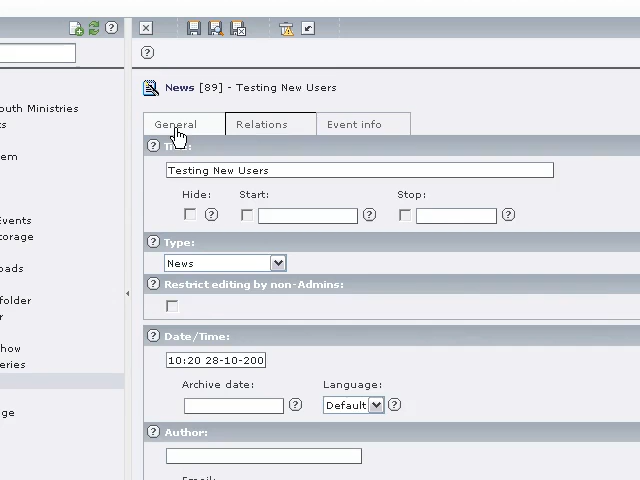 News [89] - Testing New Users
outh Ministries
General Relations Event info
s
Testing New Users
em
Hide: Start: Stop:
Events
torage
Type:
News
oads
Restrict editing by non-Admins:
folder
r
Date/Time:
how
10:20 28-10-200
eries
Archive date: Language:
Default
ge
Author:
Email: